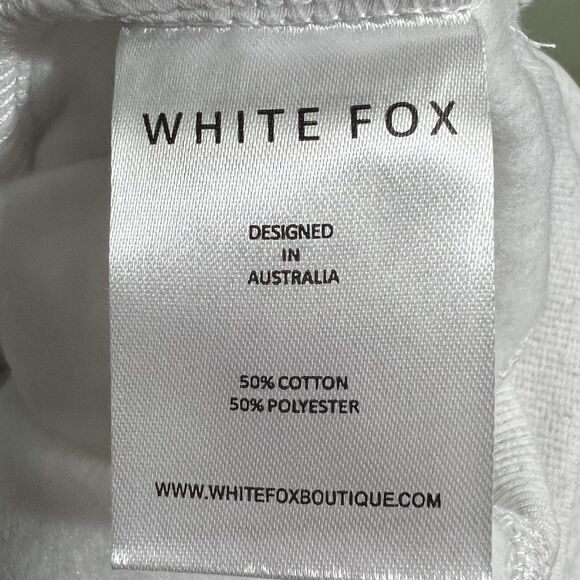 WHITE FOX
DESIGNED
IN
AUSTRALIA
50% COTTON
50% POLYESTER
WWW.WHITEFOXBOUTIQUE.COM